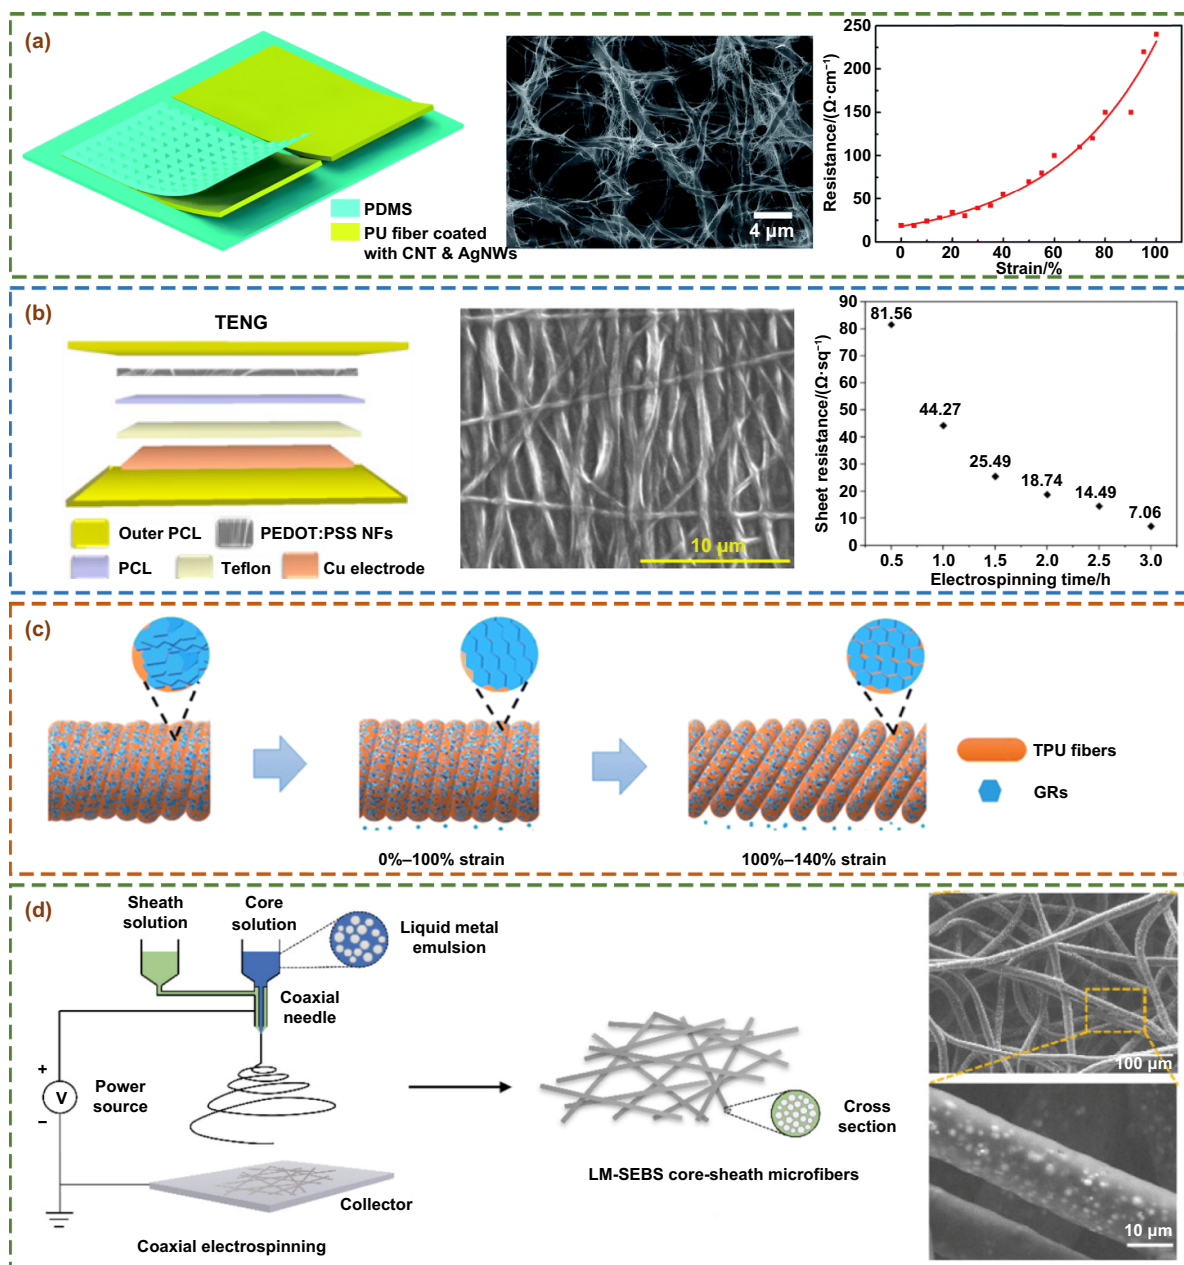 (a)
PDMS
PU fiber coated
with CNT & AgNWs
4 μm
Resistance/(Ω·cm⁻¹)
250
200
150
100
50
0
0 20 40 60 80 100
Strain/%
(b)
TENG
Outer PCL
PEDOT:PSS NFs
PCL
Teflon
Cu electrode
10 μm
Sheet resistance/(Ω·sq⁻¹)
90
80
70
60
50
40
30
20
10
0
81.56
44.27
25.49
18.74
14.49
7.06
0.5 1.0 1.5 2.0 2.5 3.0
Electrospinning time/h
(c)
TPU fibers
GRs
0%–100% strain
100%–140% strain
(d)
Sheath
solution
Core
solution
Liquid metal
emulsion
Coaxial
needle
+
V
−
Power
source
Collector
Coaxial electrospinning
Cross
section
LM-SEBS core-sheath microfibers
100 μm
10 μm